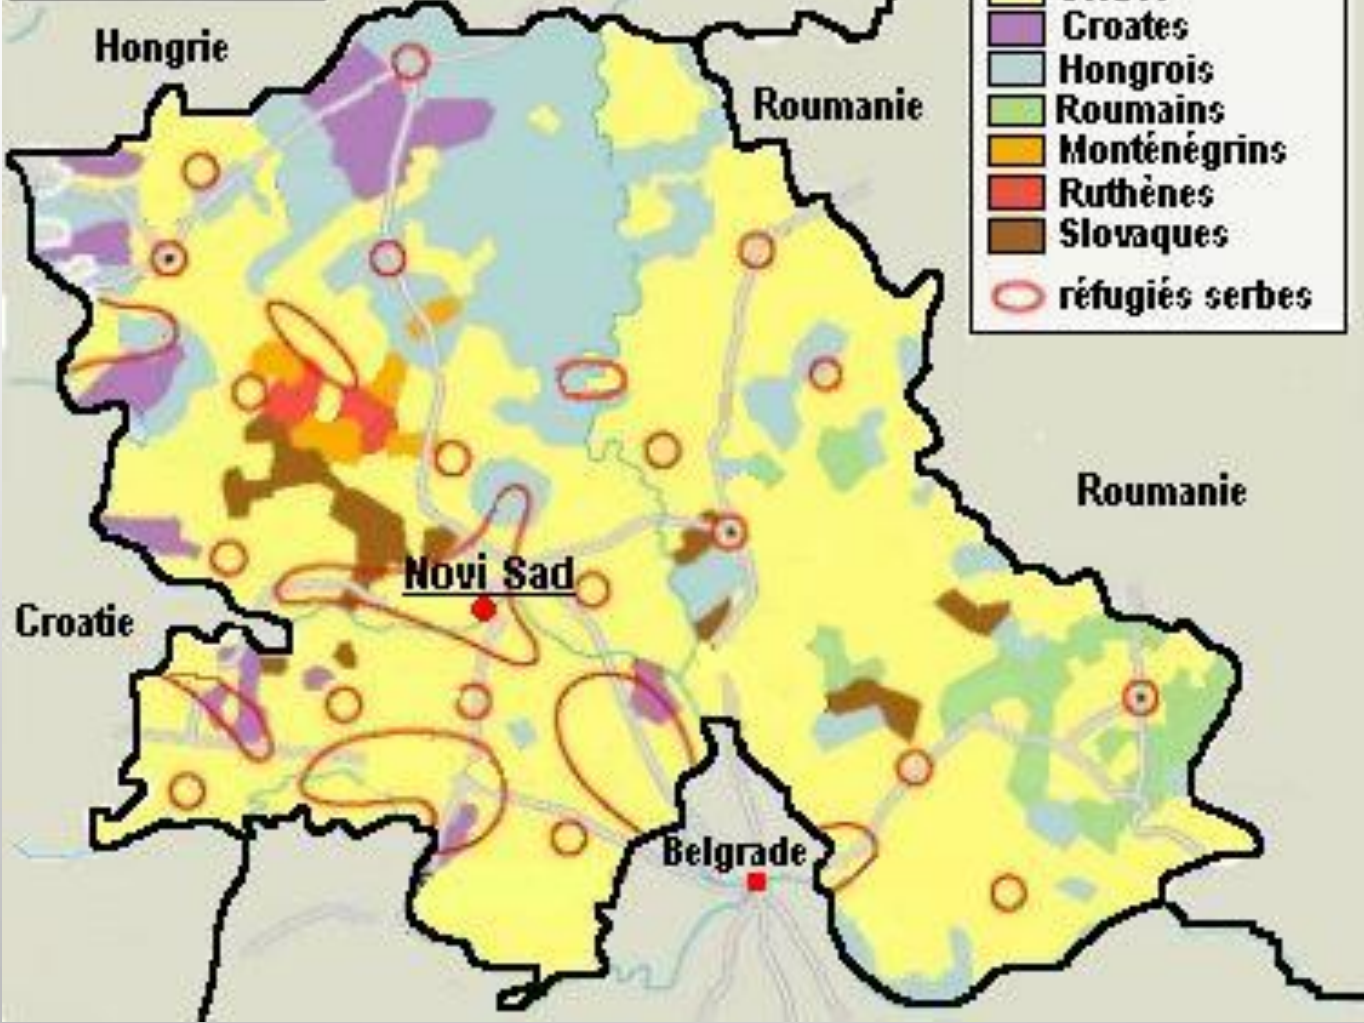 Hongrie
Croates
Hongrois
Roumains
Monténégrins
Ruthènes
Slovaques
réfugiés serbes
Roumanie
Roumanie
Novi Sad
Croatie
Belgrade